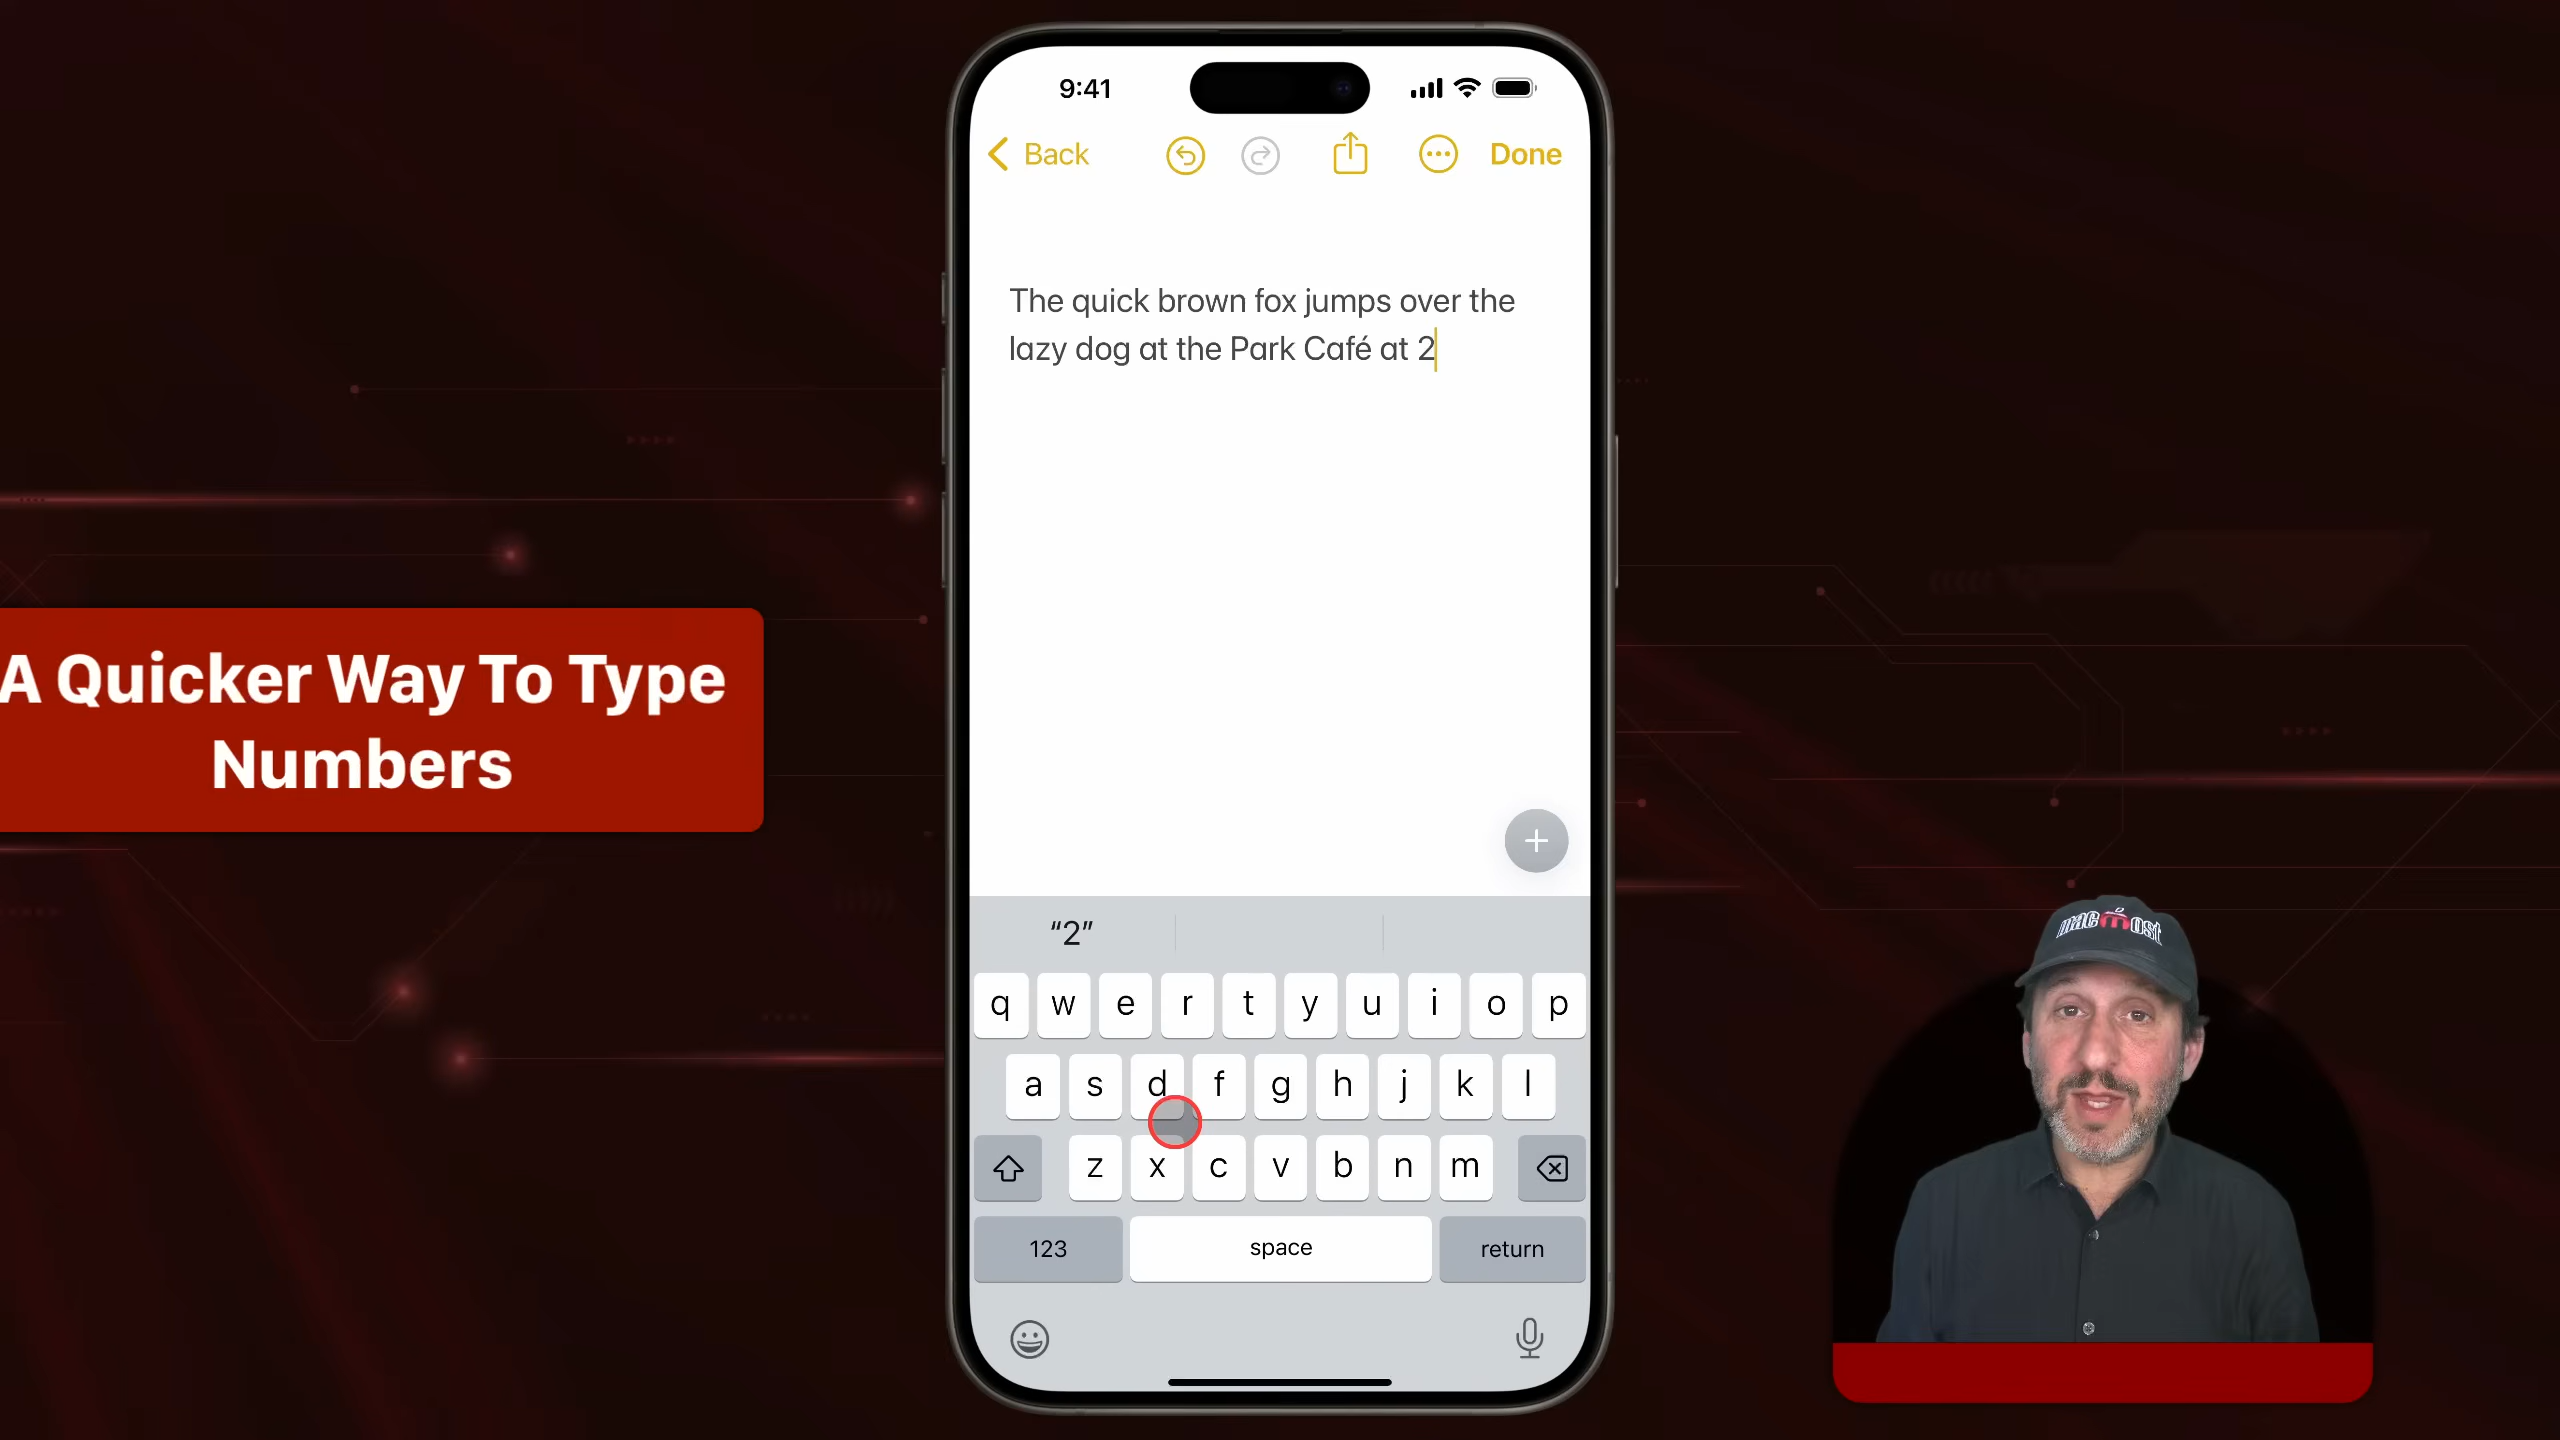 9:41
Back
Done
The quick brown fox jumps over the
lazy dog at the Park Café at 2
A Quicker Way To Type
Numbers
“2”
q w e r t y u i o p
a s d f g h j k l
z x c v b n m
123 space return
macmost